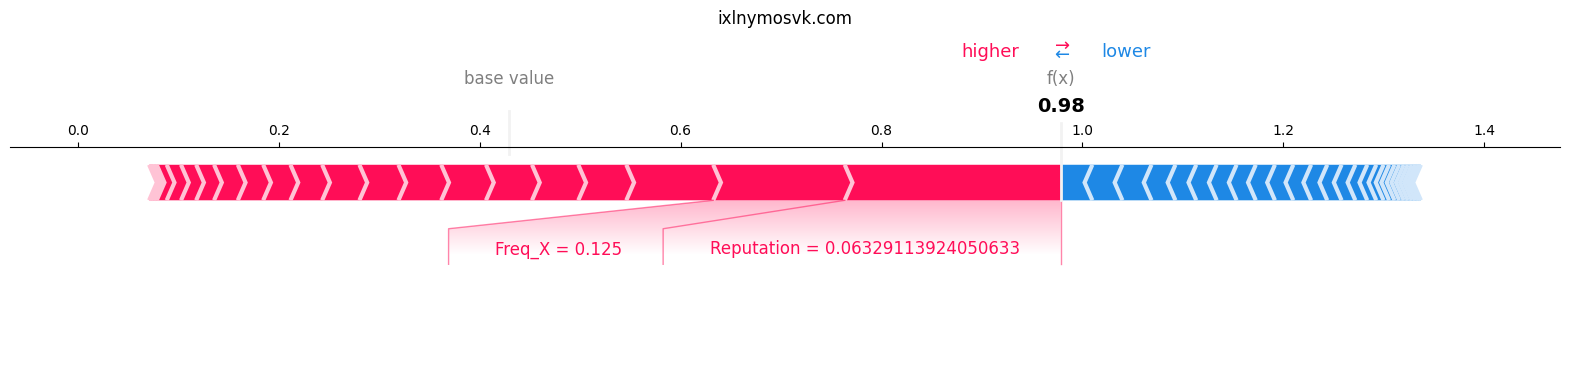 ixlnymosvk.com
higher → ← lower
base value
f(x)
0.98
0.0 0.2 0.4 0.6 0.8 1.0 1.2 1.4
Freq_X = 0.125
Reputation = 0.06329113924050633